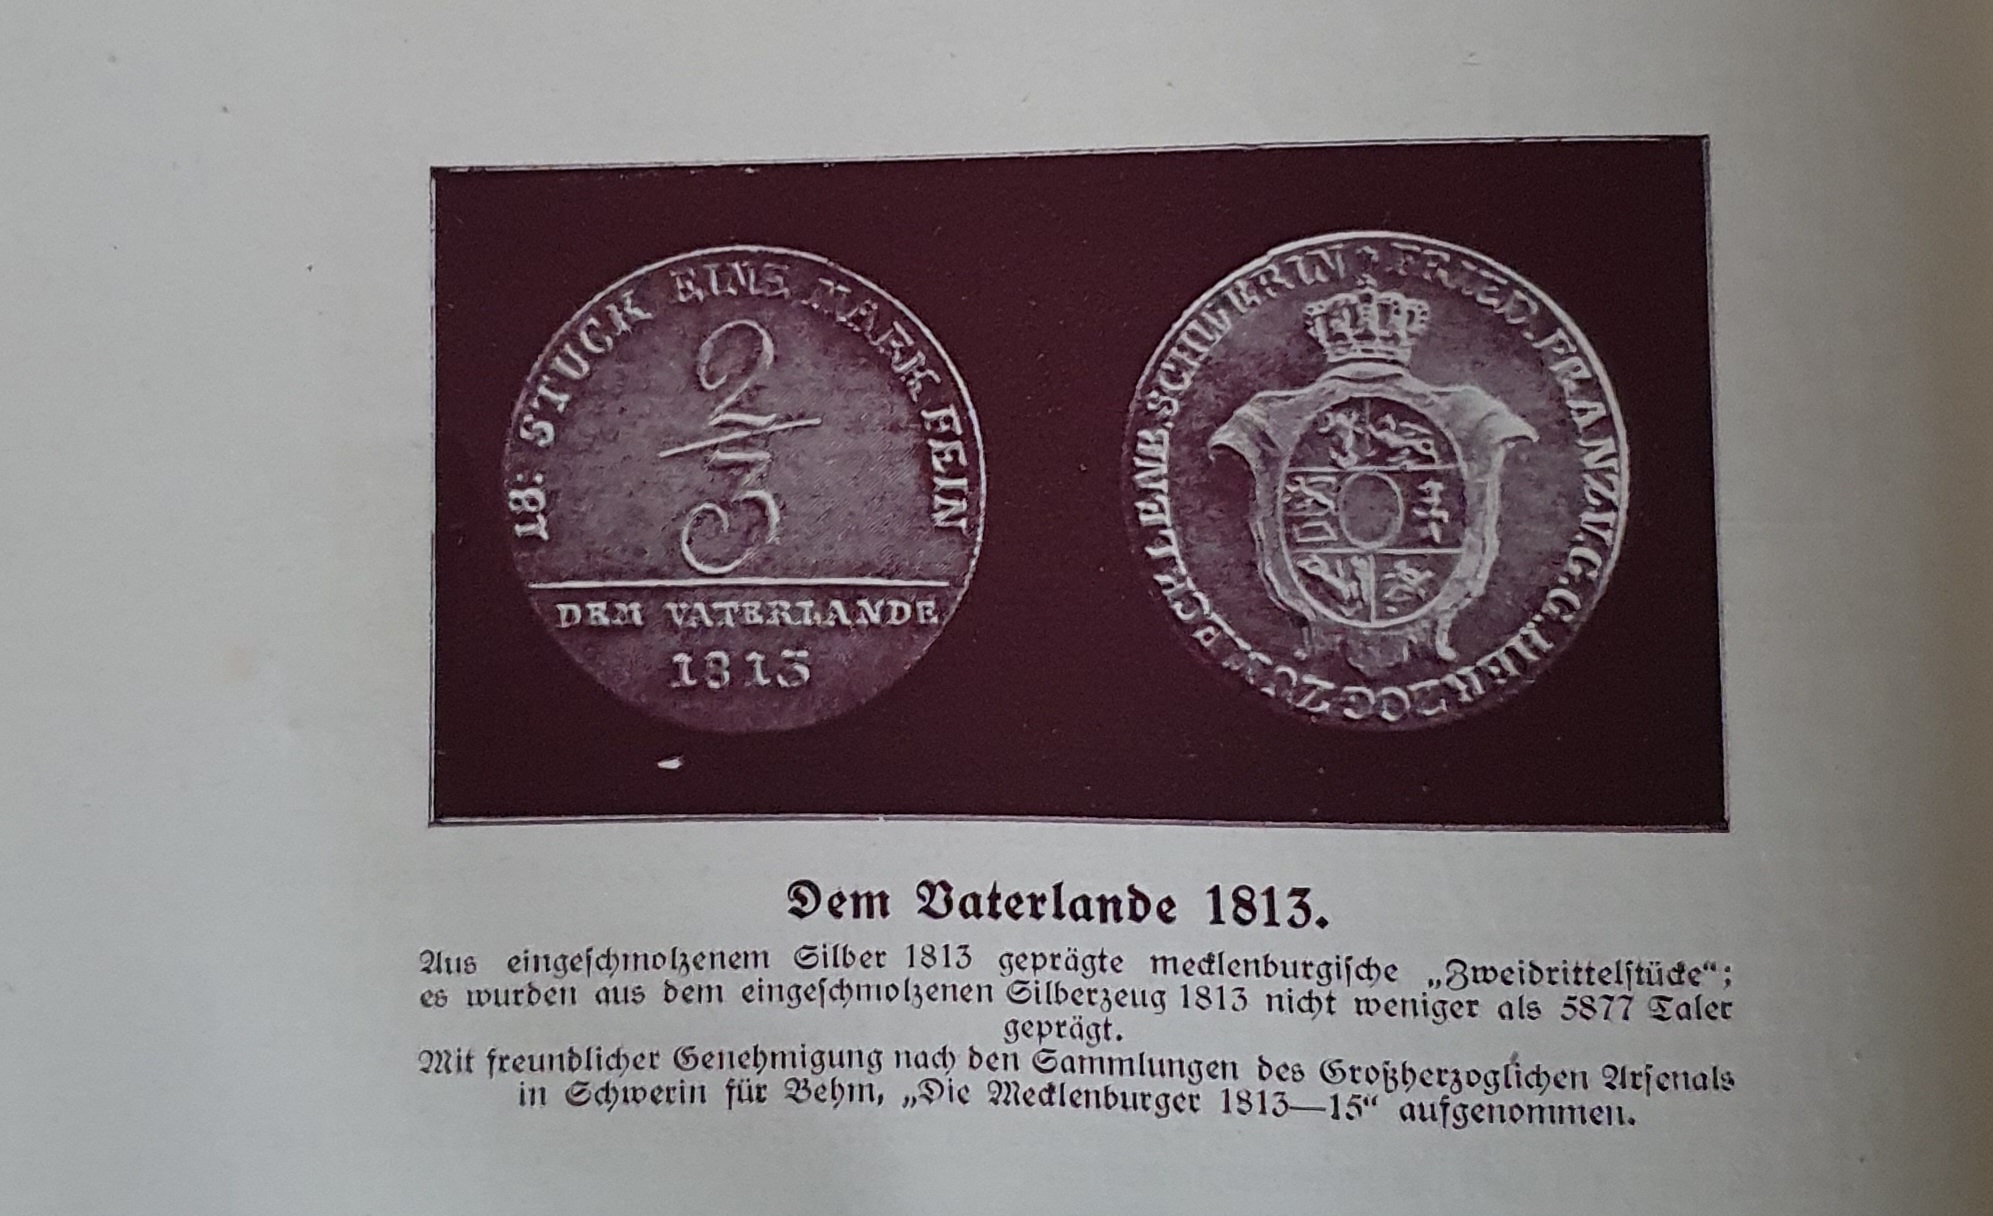 18: STUCK EINE MARK FEIN
2
3
DEM VATERLANDE
1813
FRIED. FRANZ V. G. G. HERZOG ZU MECKLENB. SCHWERIN
Dem Vaterlande 1813.
Aus eingeſchmolzenem Silber 1813 geprägte mecklenburgiſche „Zweidrittelſtücke“;
es wurden aus dem eingeſchmolzenen Silberzeug 1813 nicht weniger als 5877 Taler
geprägt.
Mit freundlicher Genehmigung nach den Sammlungen des Großherzoglichen Arſenals
in Schwerin für Behm, „Die Mecklenburger 1813—15“ aufgenommen.